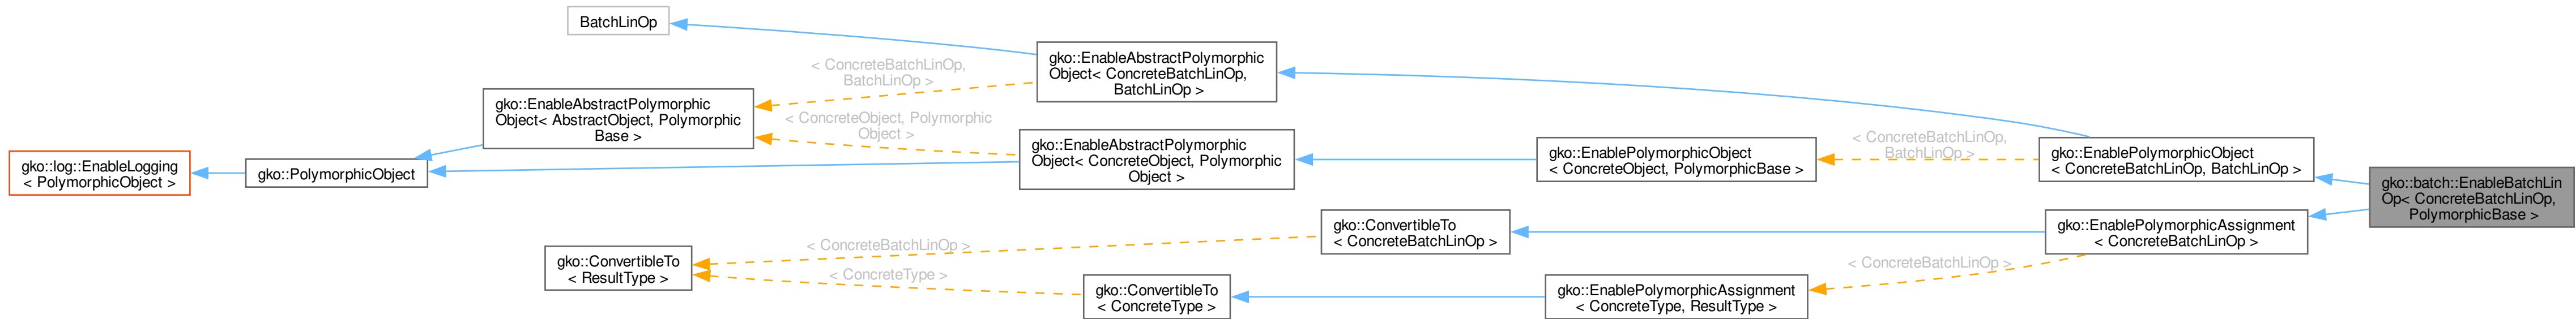 BatchLinOp
gko::EnableAbstractPolymorphic
Object< ConcreteBatchLinOp,
BatchLinOp >
< ConcreteBatchLinOp,
BatchLinOp >
gko::EnableAbstractPolymorphic
Object< AbstractObject, Polymorphic
Base >
< ConcreteObject, Polymorphic
Object >
gko::EnableAbstractPolymorphic
Object< ConcreteObject, Polymorphic
Object >
gko::EnablePolymorphicObject
< ConcreteObject, PolymorphicBase >
< ConcreteBatchLinOp,
BatchLinOp >
gko::EnablePolymorphicObject
< ConcreteBatchLinOp, BatchLinOp >
gko::log::EnableLogging
< PolymorphicObject >
gko::PolymorphicObject
gko::batch::EnableBatchLin
Op< ConcreteBatchLinOp,
PolymorphicBase >
gko::ConvertibleTo
< ConcreteBatchLinOp >
gko::EnablePolymorphicAssignment
< ConcreteBatchLinOp >
< ConcreteBatchLinOp >
gko::ConvertibleTo
< ResultType >
< ConcreteType >
gko::ConvertibleTo
< ConcreteType >
gko::EnablePolymorphicAssignment
< ConcreteType, ResultType >
< ConcreteBatchLinOp >